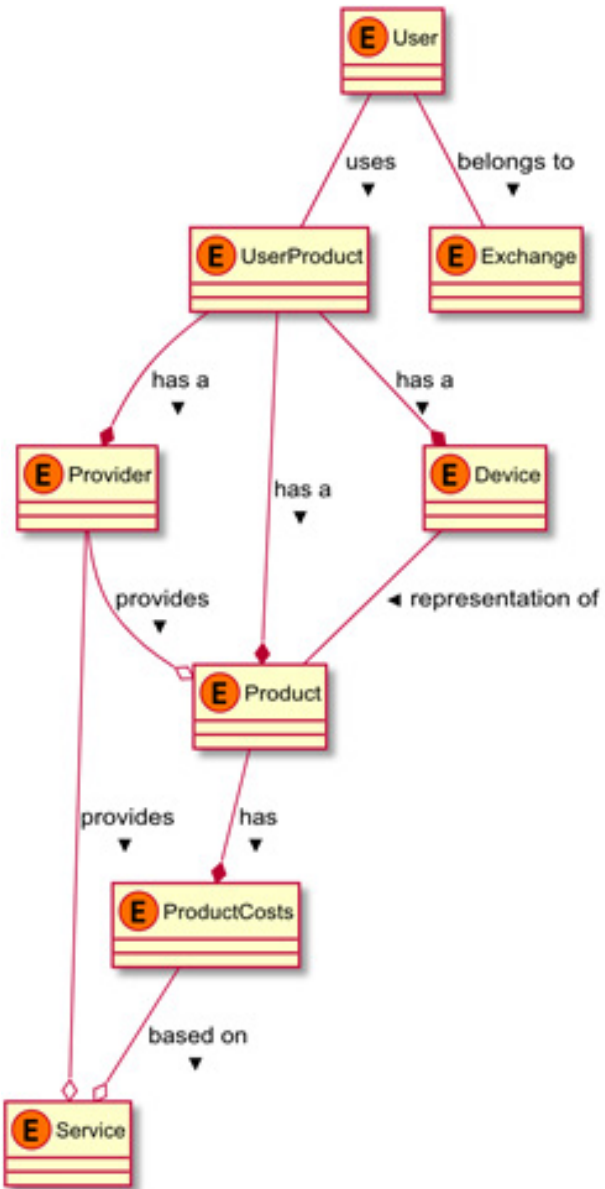 E User
uses
▼
belongs to
▼
E UserProduct
E Exchange
has a
▼
has a
▼
E Provider
has a
▼
E Device
provides
▼
◄ representation of
E Product
provides
▼
has
▼
E ProductCosts
based on
▼
E Service